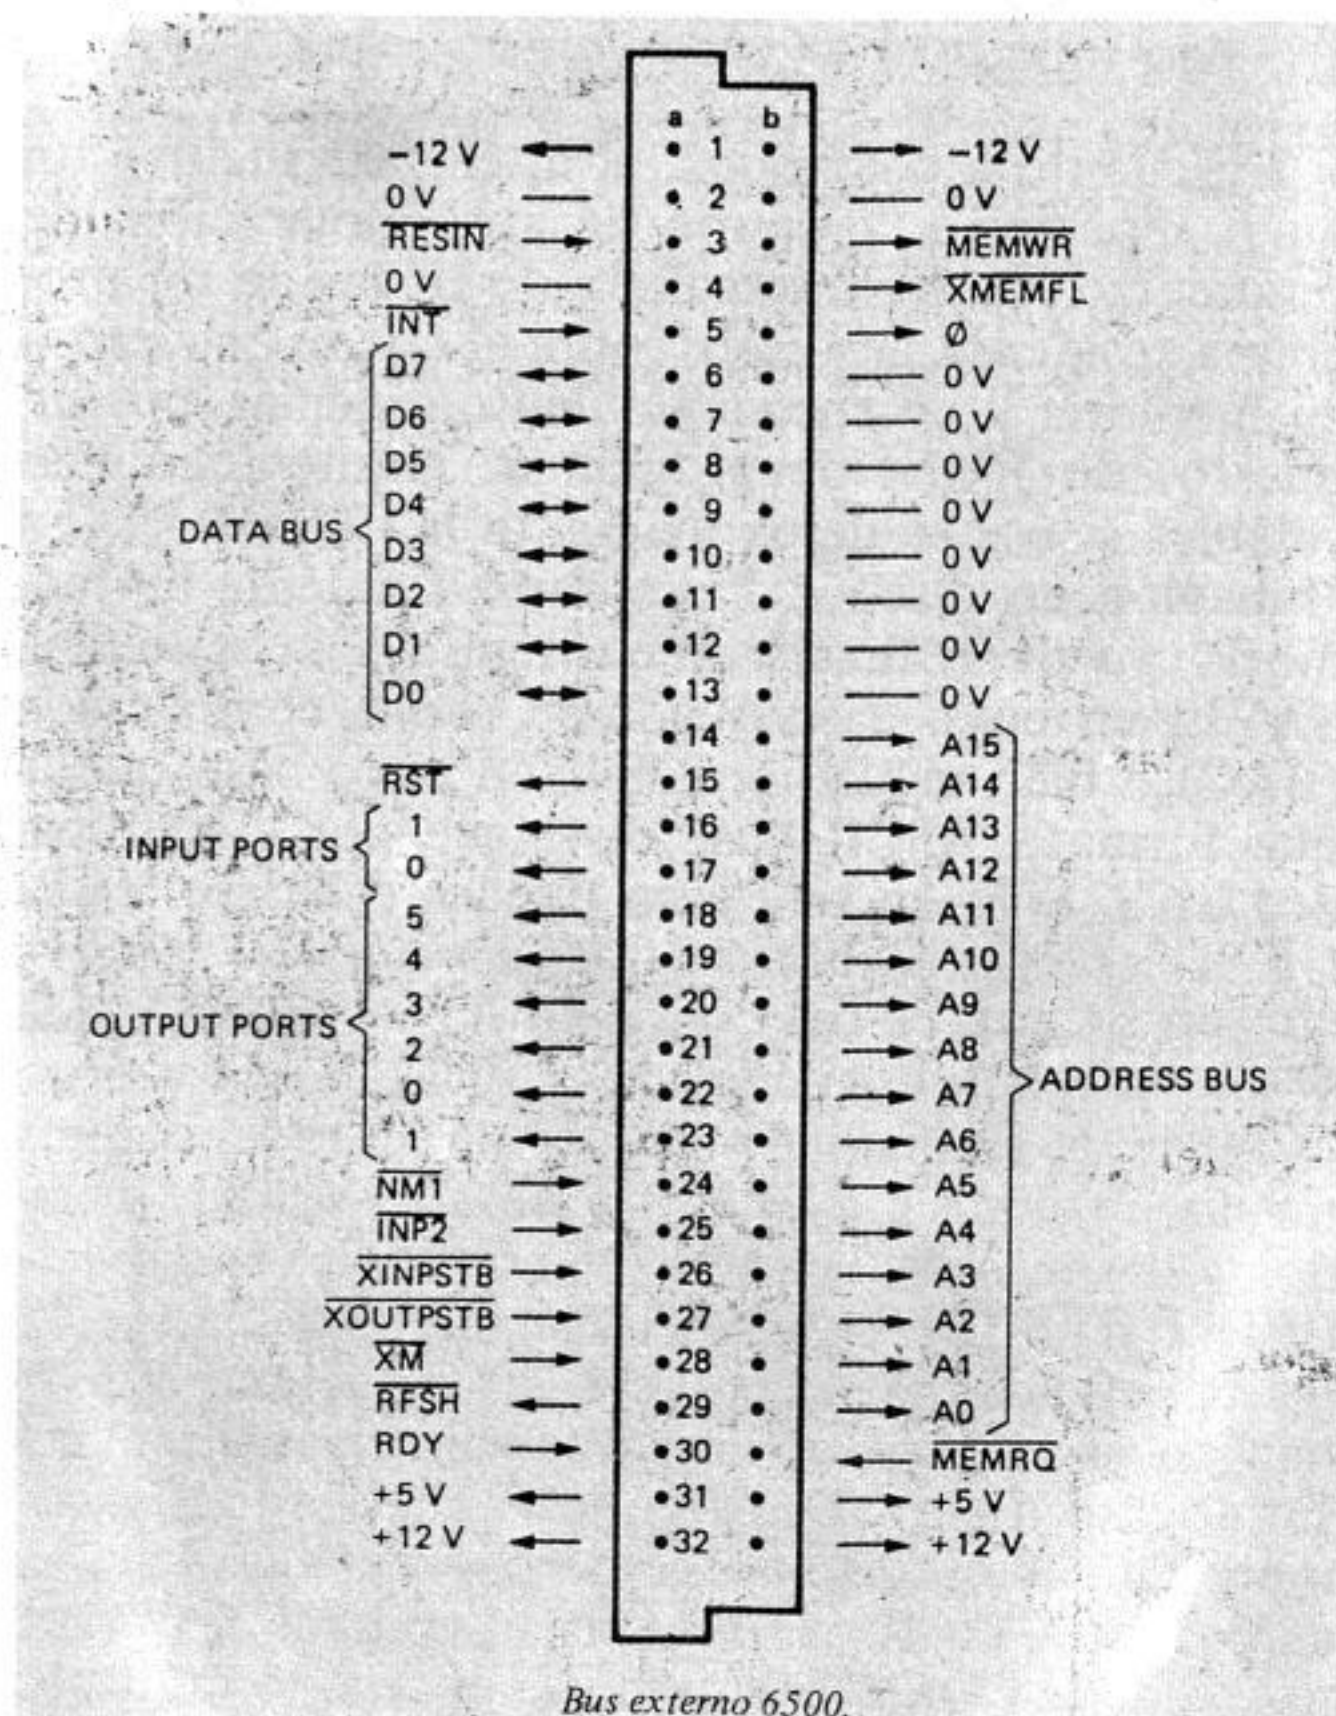 a b
-12 V 1 -12 V
0 V 2 0 V
RESIN 3 MEMWR
0 V 4 XMEMFL
INT 5 Ø
D7 6 0 V
D6 7 0 V
D5 8 0 V
D4 9 0 V
DATA BUS
D3 10 0 V
D2 11 0 V
D1 12 0 V
D0 13 0 V
14 A15
RST 15 A14
1 16 A13
INPUT PORTS
0 17 A12
5 18 A11
4 19 A10
3 20 A9
OUTPUT PORTS
2 21 A8
ADDRESS BUS
0 22 A7
1 23 A6
NM1 24 A5
INP2 25 A4
XINPSTB 26 A3
XOUTPSTB 27 A2
XM 28 A1
RFSH 29 A0
RDY 30 MEMRQ
+5 V 31 +5 V
+12 V 32 +12 V
Bus externo 6500.